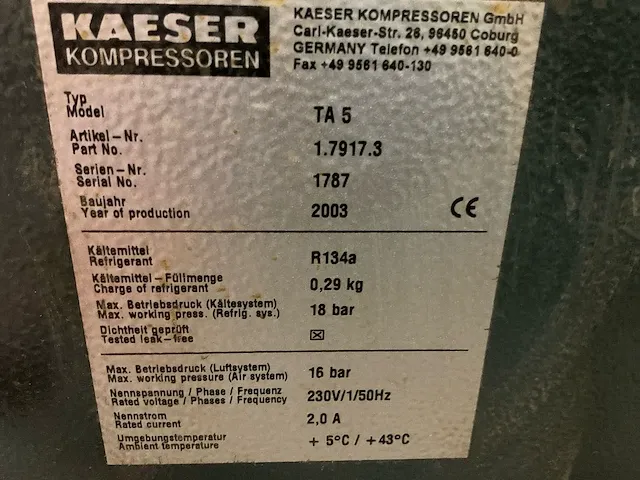 KAESER
KOMPRESSOREN
KAESER KOMPRESSOREN GmbH
Carl-Kaeser-Str. 26, 96450 Coburg
GERMANY Telefon +49 9561 640-0
Fax +49 9561 640-130
Typ
Model TA 5
Artikel-Nr.
Part No. 1.7917.3
Serien-Nr.
Serial No. 1787
Baujahr
Year of production 2003 CE
Kältemittel
Refrigerant R134a
Kältemittel-Füllmenge
Charge of refrigerant 0,29 kg
Max. Betriebsdruck (Kältesystem)
Max. working press. (Refrig. sys.) 18 bar
Dichtheit geprüft
Tested leak-free ☒
Max. Betriebsdruck (Luftsystem)
Max. working pressure (Air system) 16 bar
Nennspannung / Phase / Frequenz
Rated voltage / Phases / Frequency 230V/1/50Hz
Nennstrom
Rated current 2,0 A
Umgebungstemperatur
Ambient temperature + 5°C / +43°C